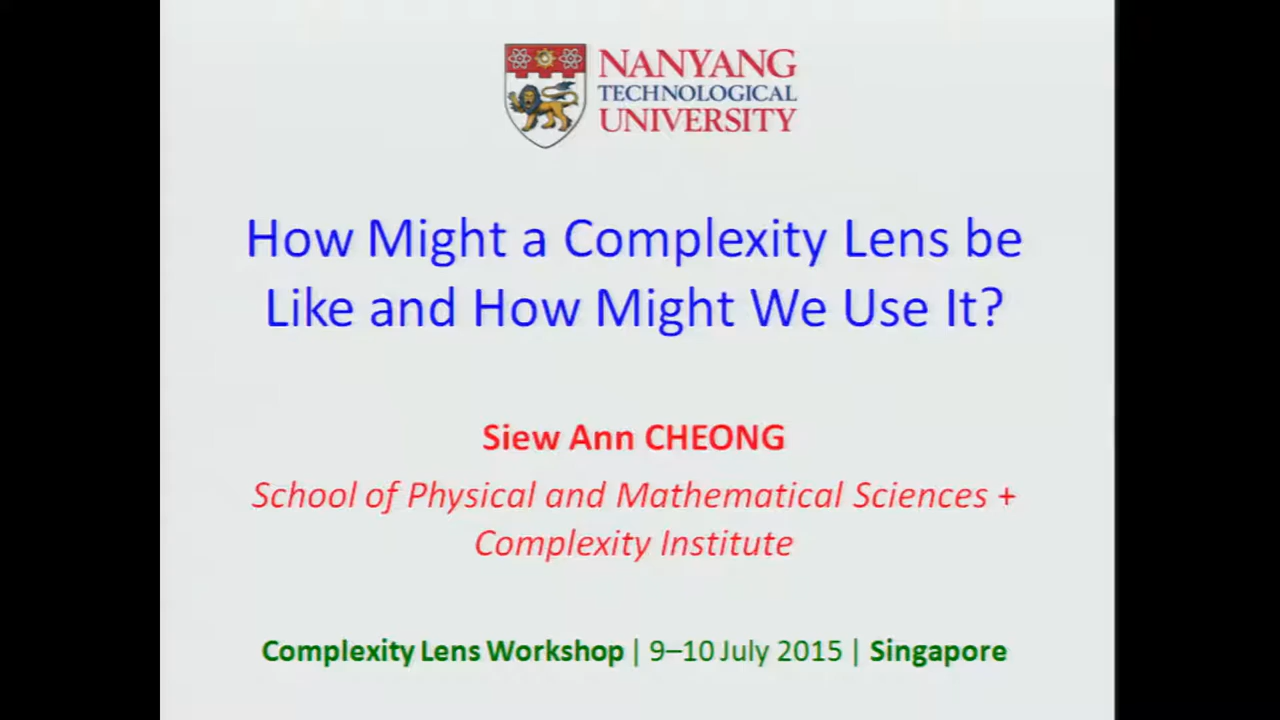 NANYANG
TECHNOLOGICAL
UNIVERSITY
How Might a Complexity Lens be
Like and How Might We Use It?
Siew Ann CHEONG
School of Physical and Mathematical Sciences +
Complexity Institute
Complexity Lens Workshop | 9–10 July 2015 | Singapore